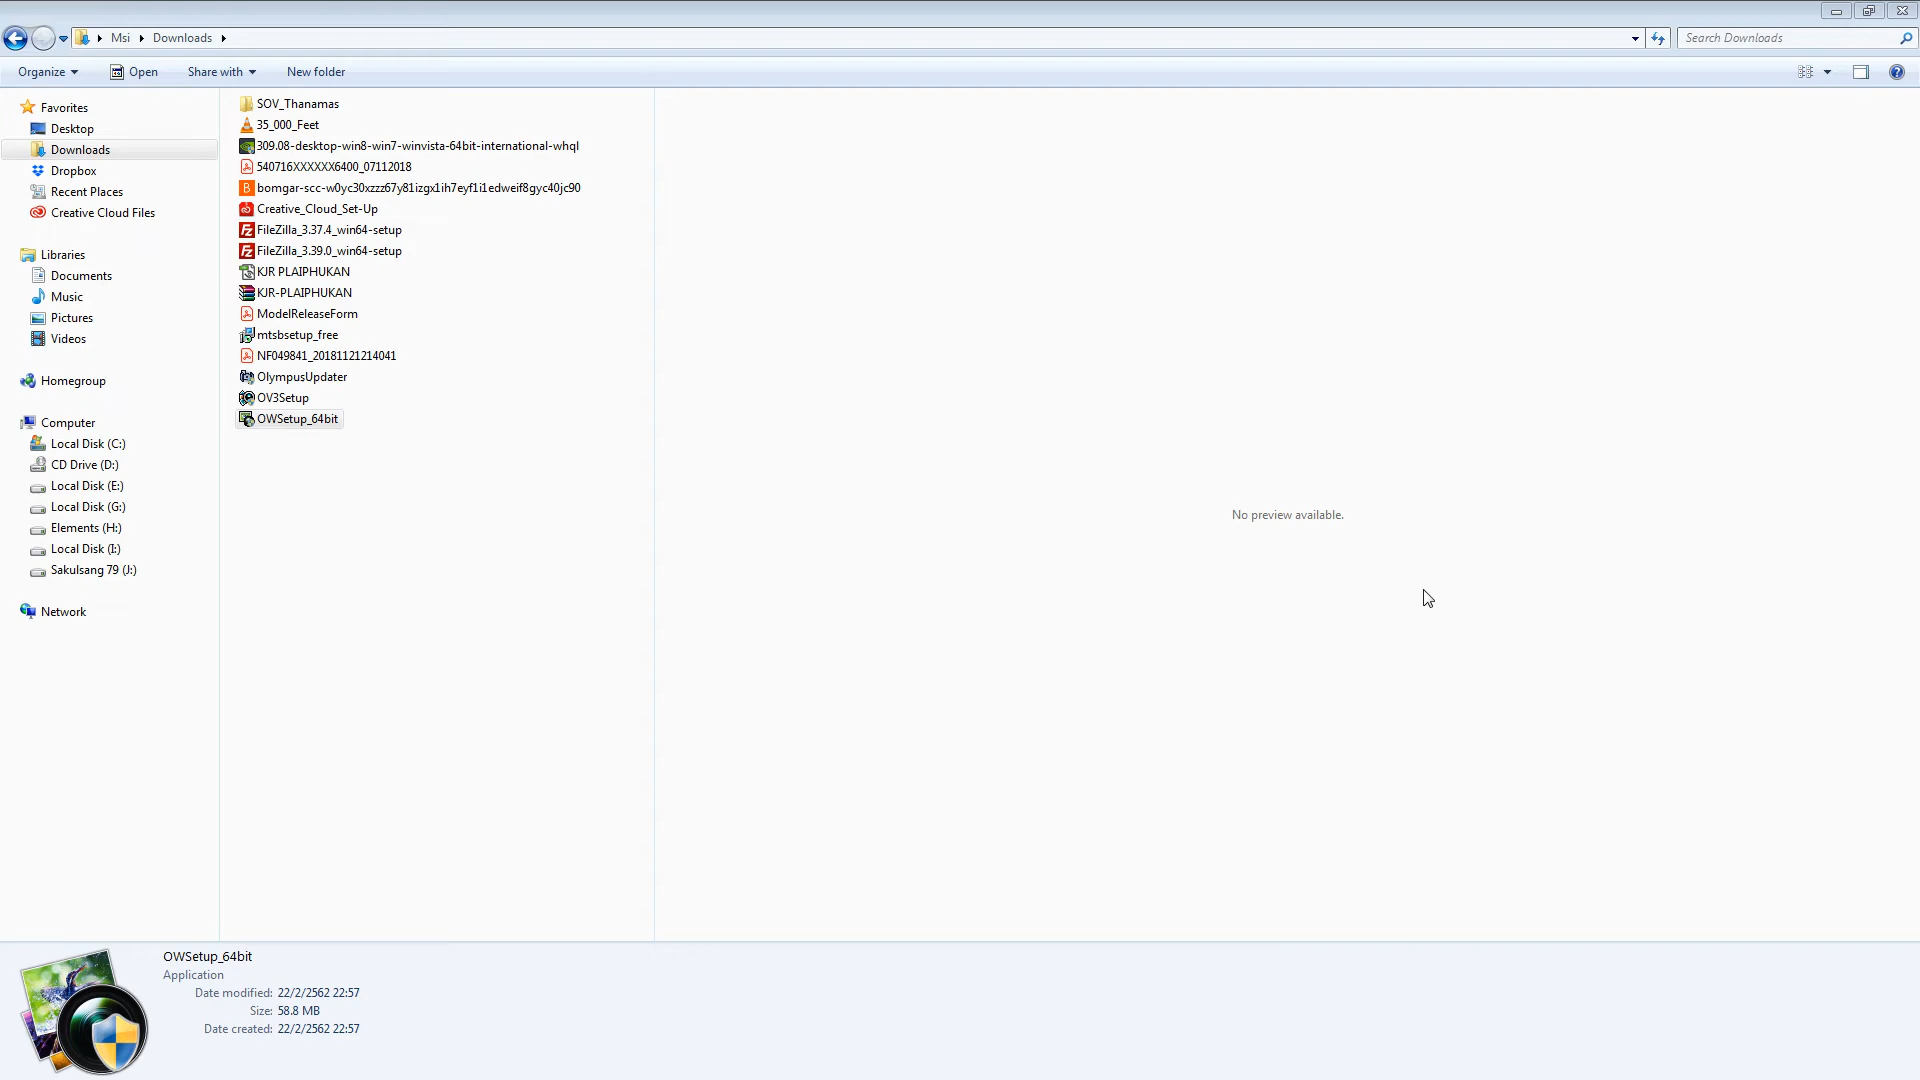 Msi Downloads
Search Downloads
Organize Open Share with New folder
Favorites
Desktop
Downloads
Dropbox
Recent Places
Creative Cloud Files
Libraries
Documents
Music
Pictures
Videos
Homegroup
Computer
Local Disk (C:)
CD Drive (D:)
Local Disk (E:)
Local Disk (G:)
Elements (H:)
Local Disk (I:)
Sakulsang 79 (J:)
Network
SOV_Thanamas
35_000_Feet
309.08-desktop-win8-win7-winvista-64bit-international-whql
540716XXXXXX6400_07112018
bomgar-scc-w0yc30xzzz67y81izgx1ih7eyf1i1edweif8gyc40jc90
Creative_Cloud_Set-Up
FileZilla_3.37.4_win64-setup
FileZilla_3.39.0_win64-setup
KJR PLAIPHUKAN
KJR-PLAIPHUKAN
ModelReleaseForm
mtsbsetup_free
NF049841_20181121214041
OlympusUpdater
OV3Setup
OWSetup_64bit
No preview available.
OWSetup_64bit
Application
Date modified: 22/2/2562 22:57
Size: 58.8 MB
Date created: 22/2/2562 22:57